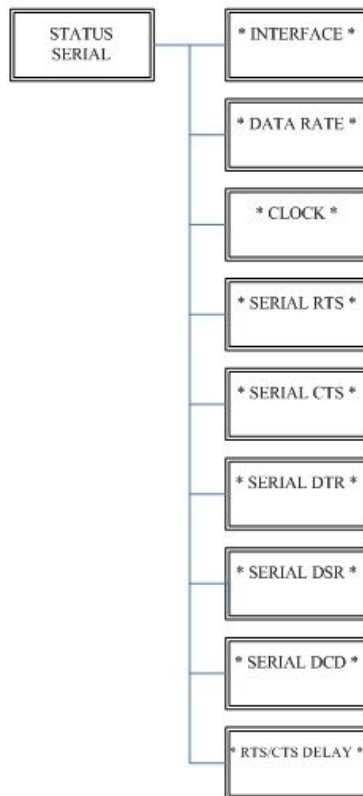 STATUS
SERIAL
* INTERFACE *
* DATA RATE *
* CLOCK *
* SERIAL RTS *
* SERIAL CTS *
* SERIAL DTR *
* SERIAL DSR *
* SERIAL DCD *
* RTS/CTS DELAY *